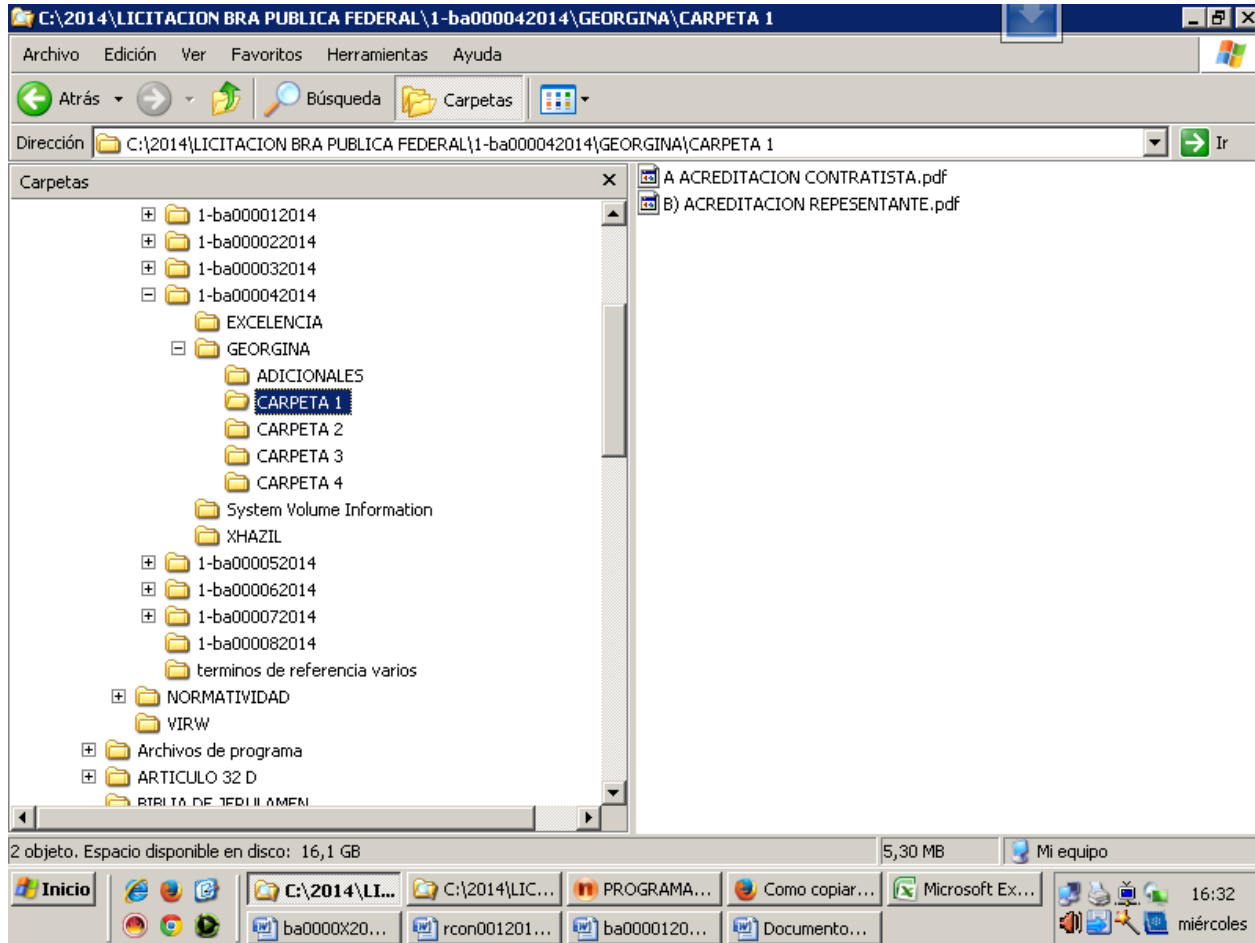 C:\2014\LICITACION BRA PUBLICA FEDERAL\1-ba000042014\GEORGINA\CARPETA 1
Archivo Edición Ver Favoritos Herramientas Ayuda
Atrás Búsqueda Carpetas
Dirección C:\2014\LICITACION BRA PUBLICA FEDERAL\1-ba000042014\GEORGINA\CARPETA 1 Ir
Carpetas
1-ba000012014
1-ba000022014
1-ba000032014
1-ba000042014
EXCELENCIA
GEORGINA
ADICIONALES
CARPETA 1
CARPETA 2
CARPETA 3
CARPETA 4
System Volume Information
XHAZIL
1-ba000052014
1-ba000062014
1-ba000072014
1-ba000082014
terminos de referencia varios
NORMATIVIDAD
VIRW
Archivos de programa
ARTICULO 32 D
BIBLIA DE JERULAMEN
A ACREDITACION CONTRATISTA.pdf
B) ACREDITACION REPESENTANTE.pdf
2 objeto. Espacio disponible en disco: 16,1 GB 5,30 MB Mi equipo
Inicio C:\2014\LI... C:\2014\LIC... PROGRAMA... Como copiar... Microsoft Ex... 16:32
ba0000X20... rcon001201... ba0000120... Documento... miércoles